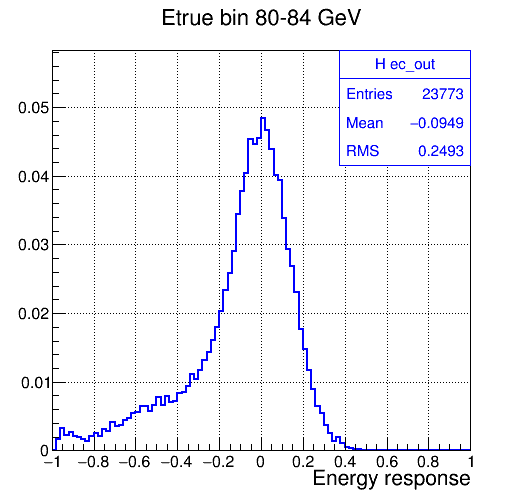 Etrue bin 80-84 GeV
H ec_out
Entries 23773
Mean −0.0949
RMS 0.2493
0.05
0.04
0.03
0.02
0.01
0
−1 −0.8 −0.6 −0.4 −0.2 0 0.2 0.4 0.6 0.8 1
Energy response